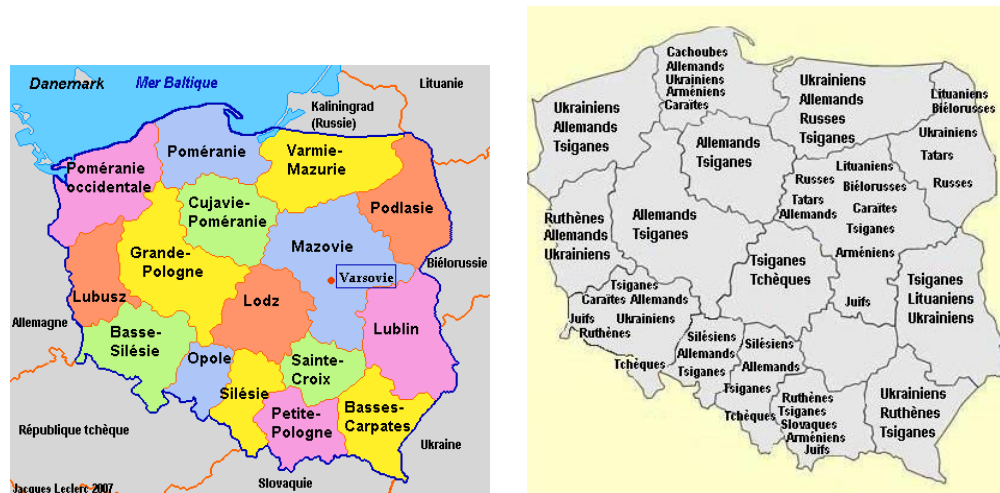 Danemark
Mer Baltique
Lituanie
Kaliningrad
(Russie)
Poméranie
occidentale
Poméranie
Varmie-
Mazurie
Podlasie
Cujavie-
Poméranie
Grande-
Pologne
Mazovie
Varsovie
Biélorussie
Lubusz
Lodz
Allemagne
Basse-
Silésie
Opole
Lublin
Sainte-
Croix
Silésie
Petite-
Pologne
Basses-
Carpates
République tchèque
Ukraine
Slovaquie
Jacques Leclerc 2007
Cachoubes
Allemands
Ukrainiens
Arméniens
Caraïtes
Ukrainiens
Allemands
Tsiganes
Ukrainiens
Allemands
Russes
Tsiganes
Lituaniens
Biélorusses
Ukrainiens
Tatars
Russes
Allemands
Tsiganes
Lituaniens
Russes
Biélorusses
Tatars
Allemands
Caraïtes
Tsiganes
Arméniens
Juifs
Ruthènes
Allemands
Ukrainiens
Allemands
Tsiganes
Tsiganes
Tchèques
Tsiganes
Lituaniens
Ukrainiens
Tsiganes
Caraïtes Allemands
Juifs
Ukrainiens
Ruthènes
Tchèques
Silésiens
Allemands
Tsiganes
Silésiens
Allemands
Tsiganes
Tchèques
Ruthènes
Tsiganes
Slovaques
Arméniens
Juifs
Ukrainiens
Ruthènes
Tsiganes